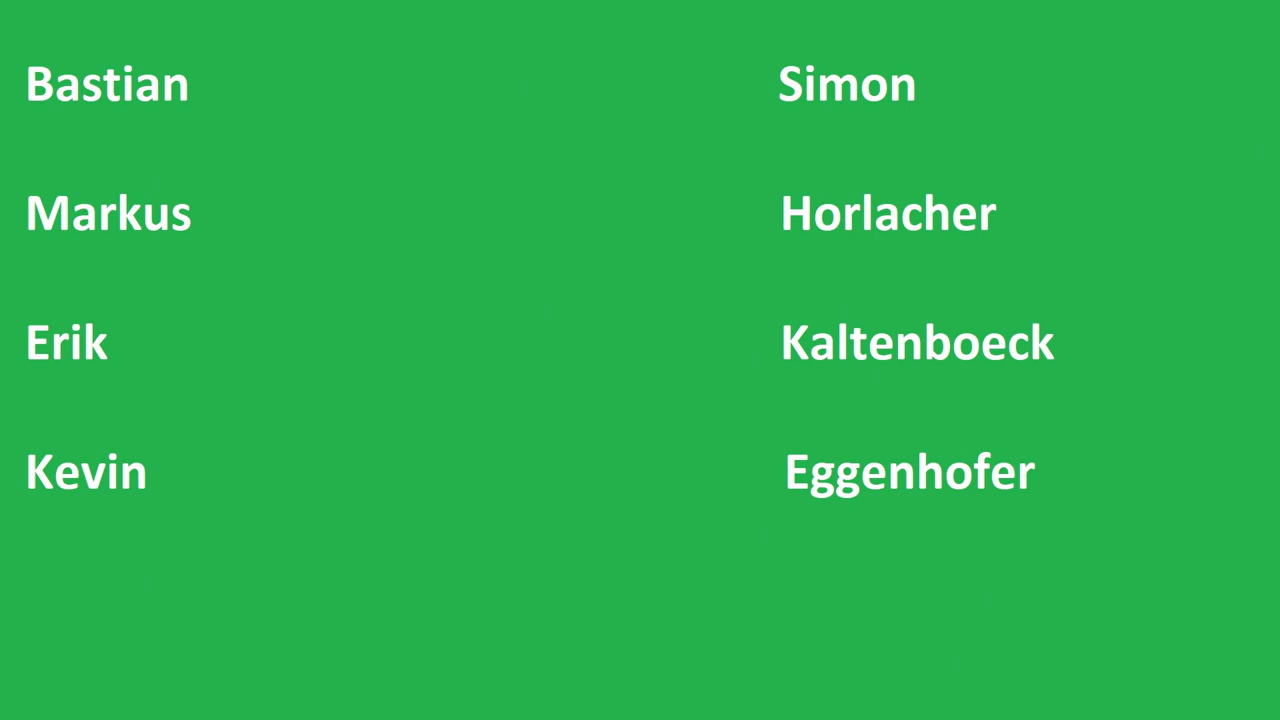 Bastian Simon
Markus Horlacher
Erik Kaltenboeck
Kevin Eggenhofer